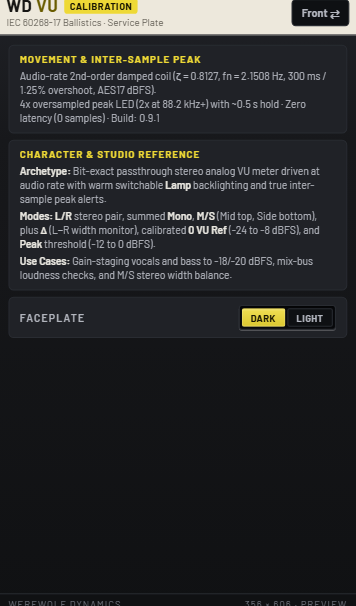 WD VU CALIBRATION
IEC 60268-17 Ballistics · Service Plate
Front ⇄
MOVEMENT & INTER-SAMPLE PEAK
Audio-rate 2nd-order damped coil (ζ = 0.8127, fn = 2.1508 Hz, 300 ms /
1.25% overshoot, AES17 dBFS).
4x oversampled peak LED (2x at 88.2 kHz+) with ~0.5 s hold · Zero
latency (0 samples) · Build: 0.9.1
CHARACTER & STUDIO REFERENCE
Archetype: Bit-exact passthrough stereo analog VU meter driven at
audio rate with warm switchable Lamp backlighting and true inter-
sample peak alerts.
Modes: L/R stereo pair, summed Mono, M/S (Mid top, Side bottom),
plus Δ (L-R width monitor), calibrated 0 VU Ref (-24 to -8 dBFS), and
Peak threshold (-12 to 0 dBFS).
Use Cases: Gain-staging vocals and bass to -18/-20 dBFS, mix-bus
loudness checks, and M/S stereo width balance.
FACEPLATE
DARK LIGHT
WEREWOLF DYNAMICS
356 × 606 · PREVIEW